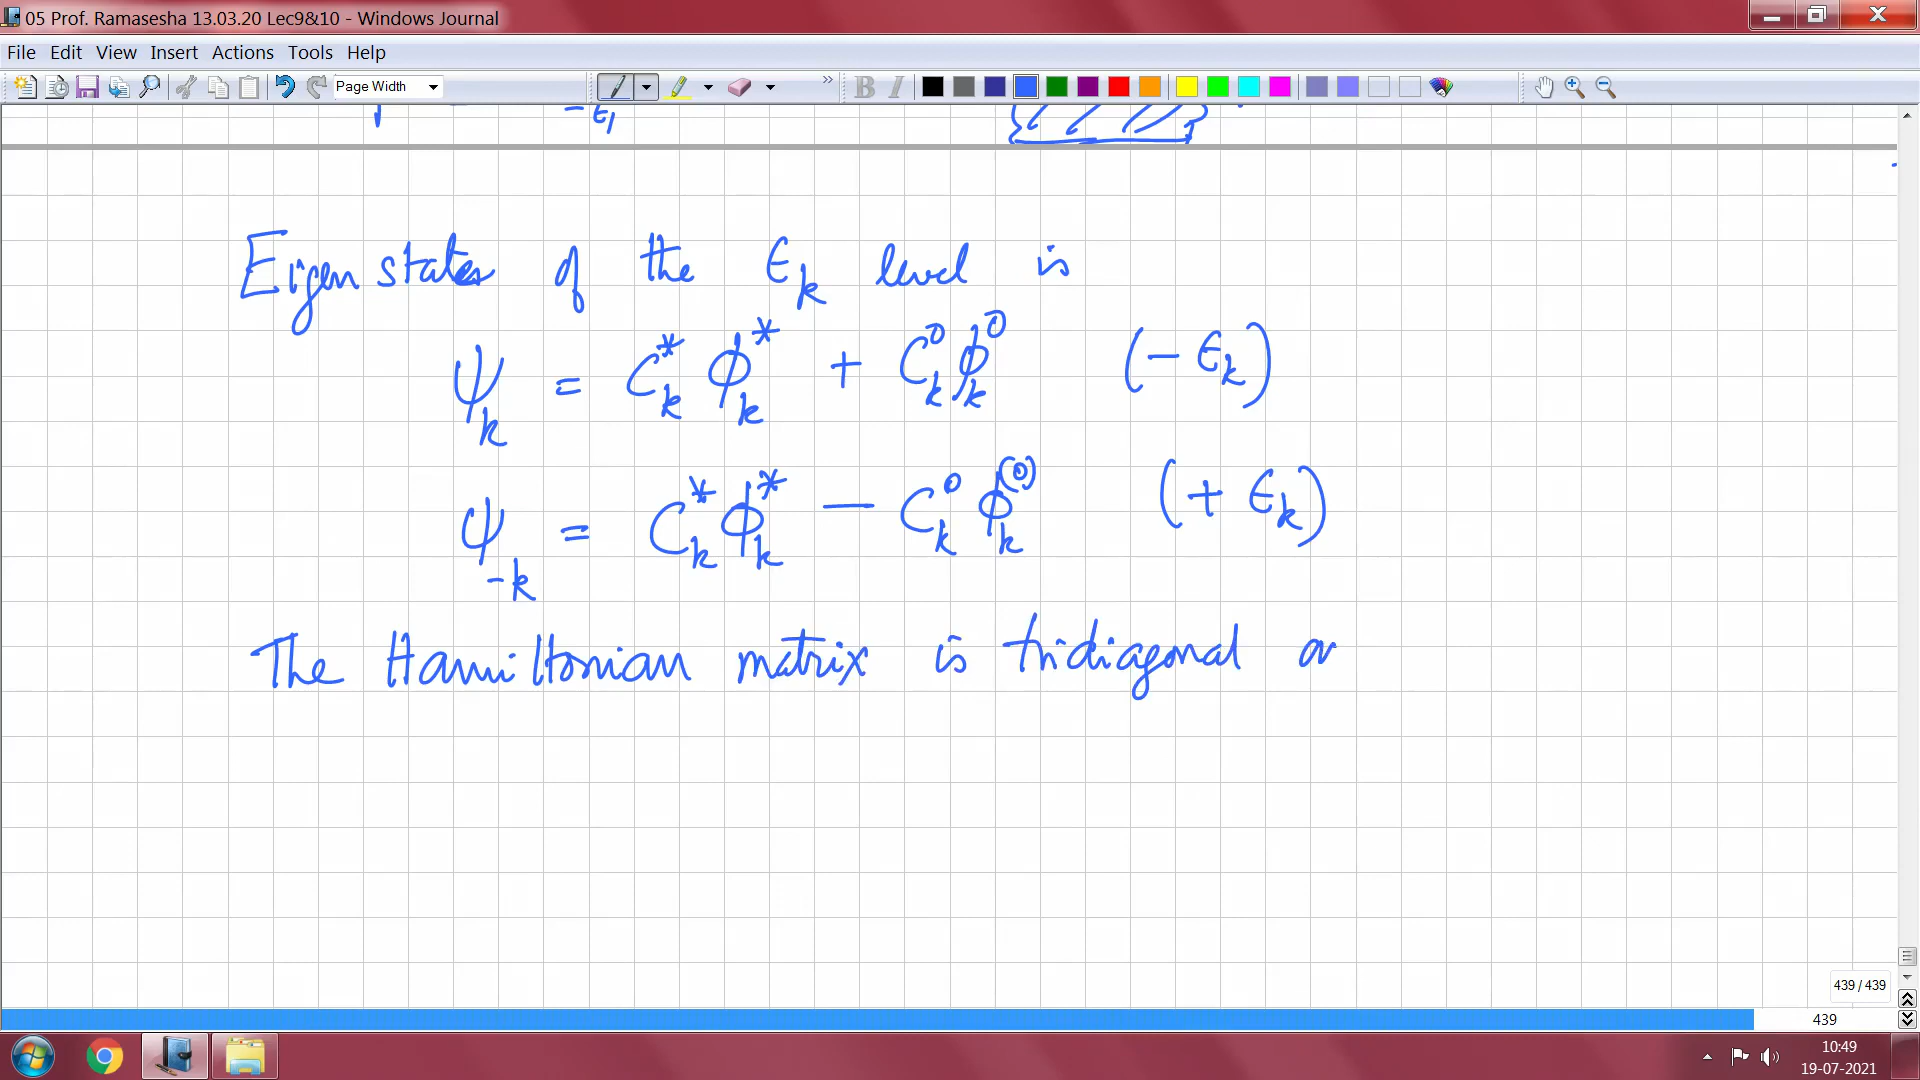 05 Prof. Ramasesha 13.03.20 Lec9&10 - Windows Journal
File Edit View Insert Actions Tools Help
Page Width
B I
-ϵ₁
Eigen states of the ϵₖ level is
ψₖ = Cₖ* ϕₖ* + Cₖ⁰ ϕₖ⁰ (- ϵₖ)
ψ₋ₖ = Cₖ* ϕₖ* - Cₖ⁰ ϕₖ⁽⁰⁾ (+ ϵₖ)
The Hamiltonian matrix is tridiagonal
439 / 439
439
10:49
19-07-2021